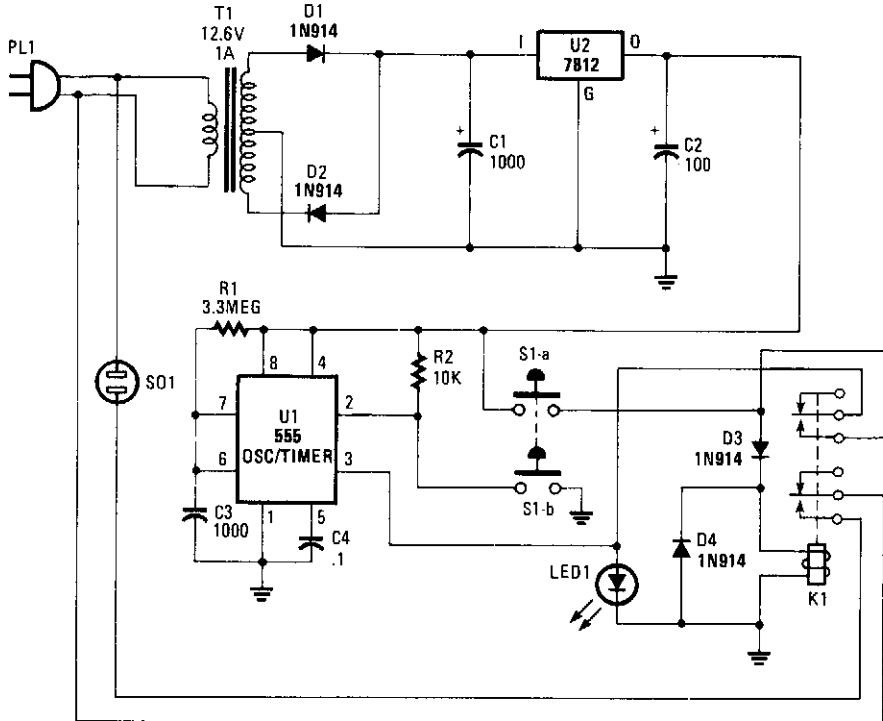 PL1
T1
12.6V
1A
D1
1N914
D2
1N914
I
U2
7812
O
G
+
C1
1000
+
C2
100
R1
3.3MEG
SO1
8
4
7
U1
555
OSC/TIMER
2
6
3
1
5
C3
1000
C4
.1
R2
10K
S1-a
S1-b
D3
1N914
D4
1N914
LED1
K1